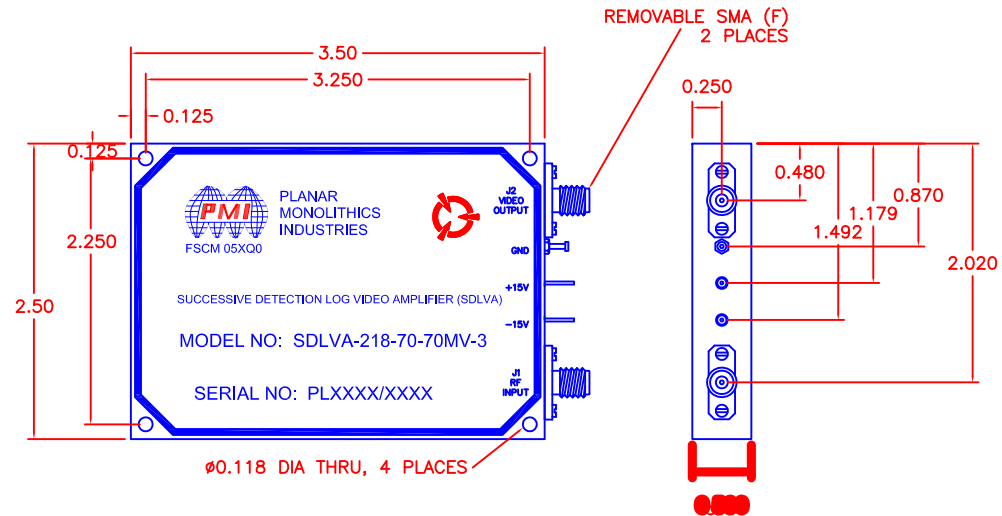 REMOVABLE SMA (F)
2 PLACES
3.50
3.250
0.125
0.125
2.250
2.50
PMI
FSCM 05XQ0
PLANAR
MONOLITHICS
INDUSTRIES
J2
VIDEO
OUTPUT
GND
+15V
-15V
SUCCESSIVE DETECTION LOG VIDEO AMPLIFIER (SDLVA)
MODEL NO: SDLVA-218-70-70MV-3
SERIAL NO: PLXXXX/XXXX
J1
RF
INPUT
ø0.118 DIA THRU, 4 PLACES
0.250
0.480
0.870
1.179
1.492
2.020